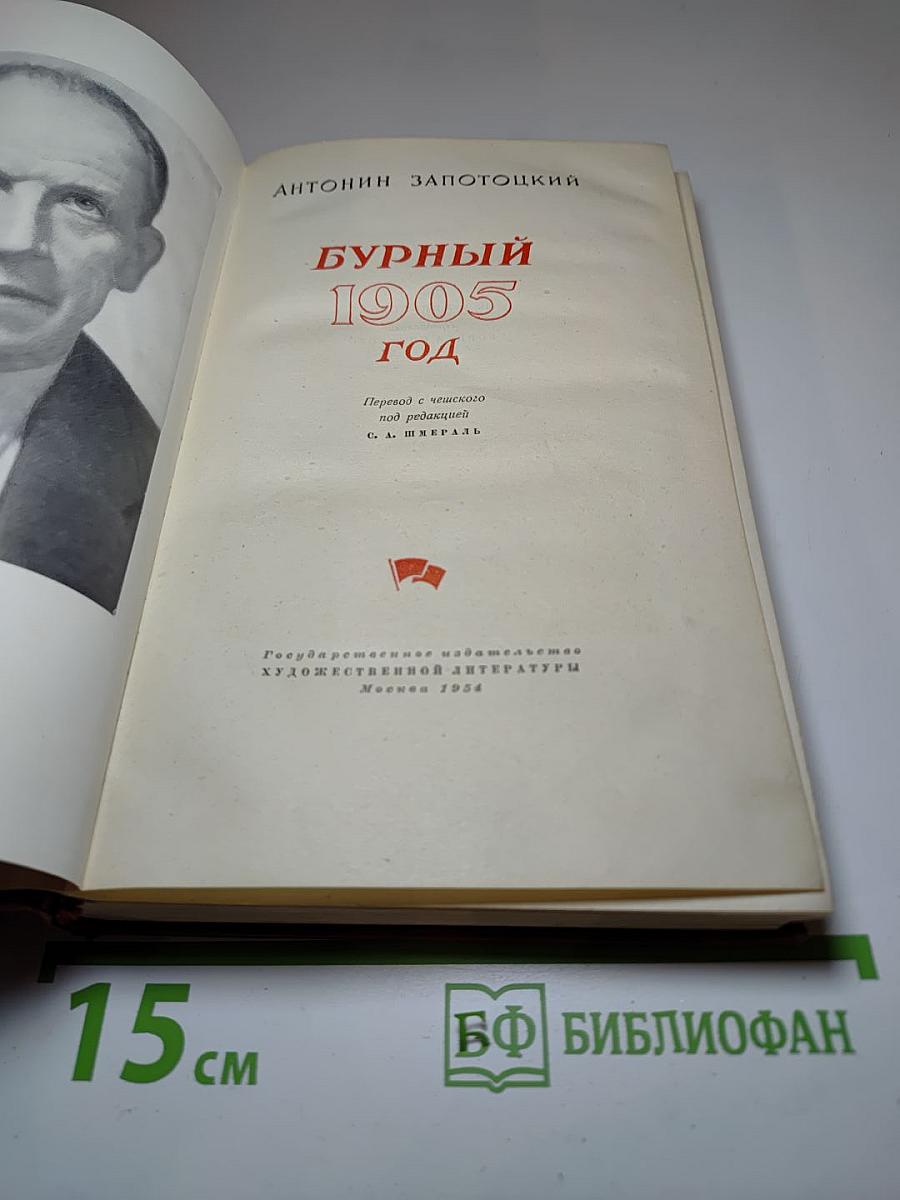 АНТОНИН ЗАПОТОЦКИЙ
БУРНЫЙ
1905
ГОД
Перевод с чешского
под редакцией
С. А. ШМЕРАЛЬ
Государственное издательство
ХУДОЖЕСТВЕННОЙ ЛИТЕРАТУРЫ
Москва 1954
15 см
БФ БИБЛИОФАН